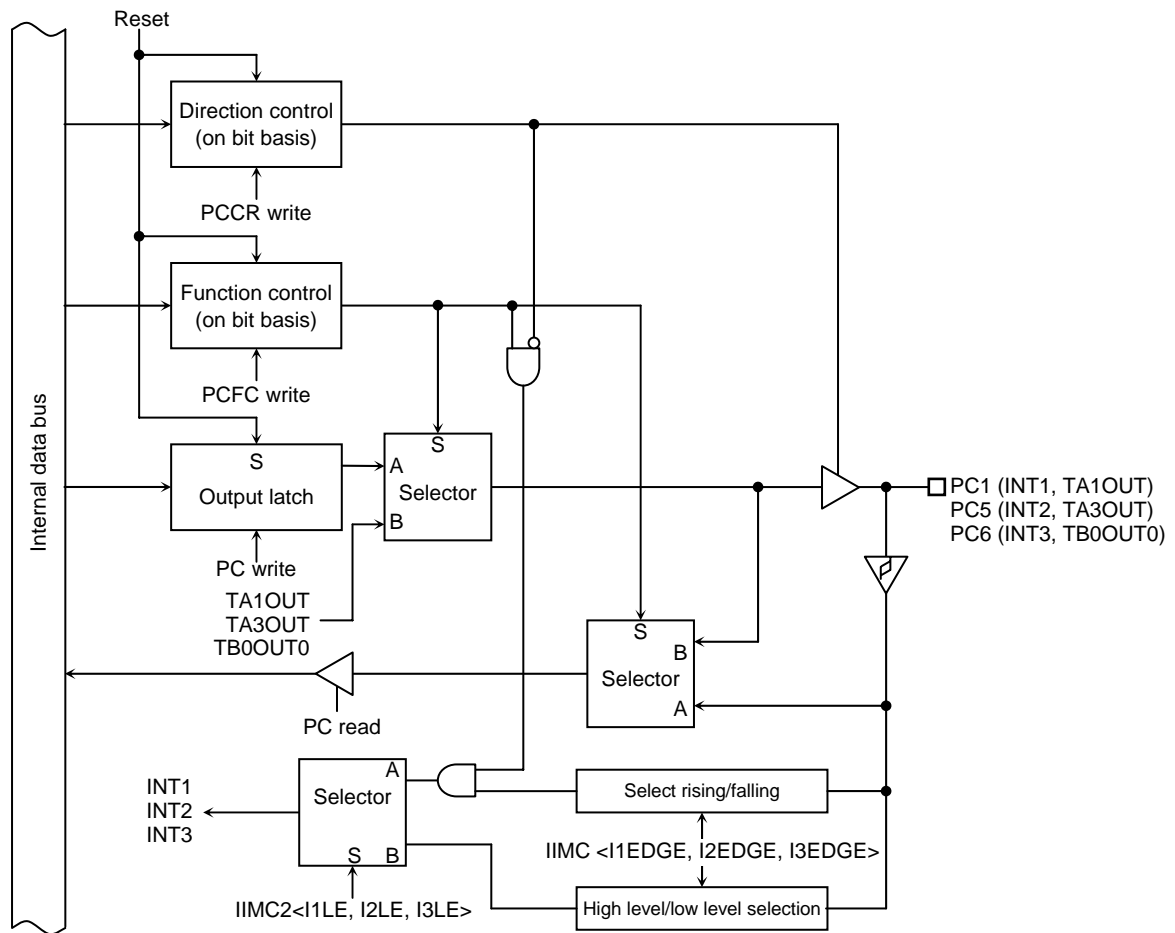 Reset
Direction control
(on bit basis)
PCCR write
Function control
(on bit basis)
PCFC write
Internal data bus
S
Output latch
PC write
S
A
Selector
B
TA1OUT
TA3OUT
TB0OUT0
PC1 (INT1, TA1OUT)
PC5 (INT2, TA3OUT)
PC6 (INT3, TB0OUT0)
S
B
Selector
A
PC read
A
Selector
S
B
INT1
INT2
INT3
Select rising/falling
IIMC <I1EDGE, I2EDGE, I3EDGE>
High level/low level selection
IIMC2<I1LE, I2LE, I3LE>